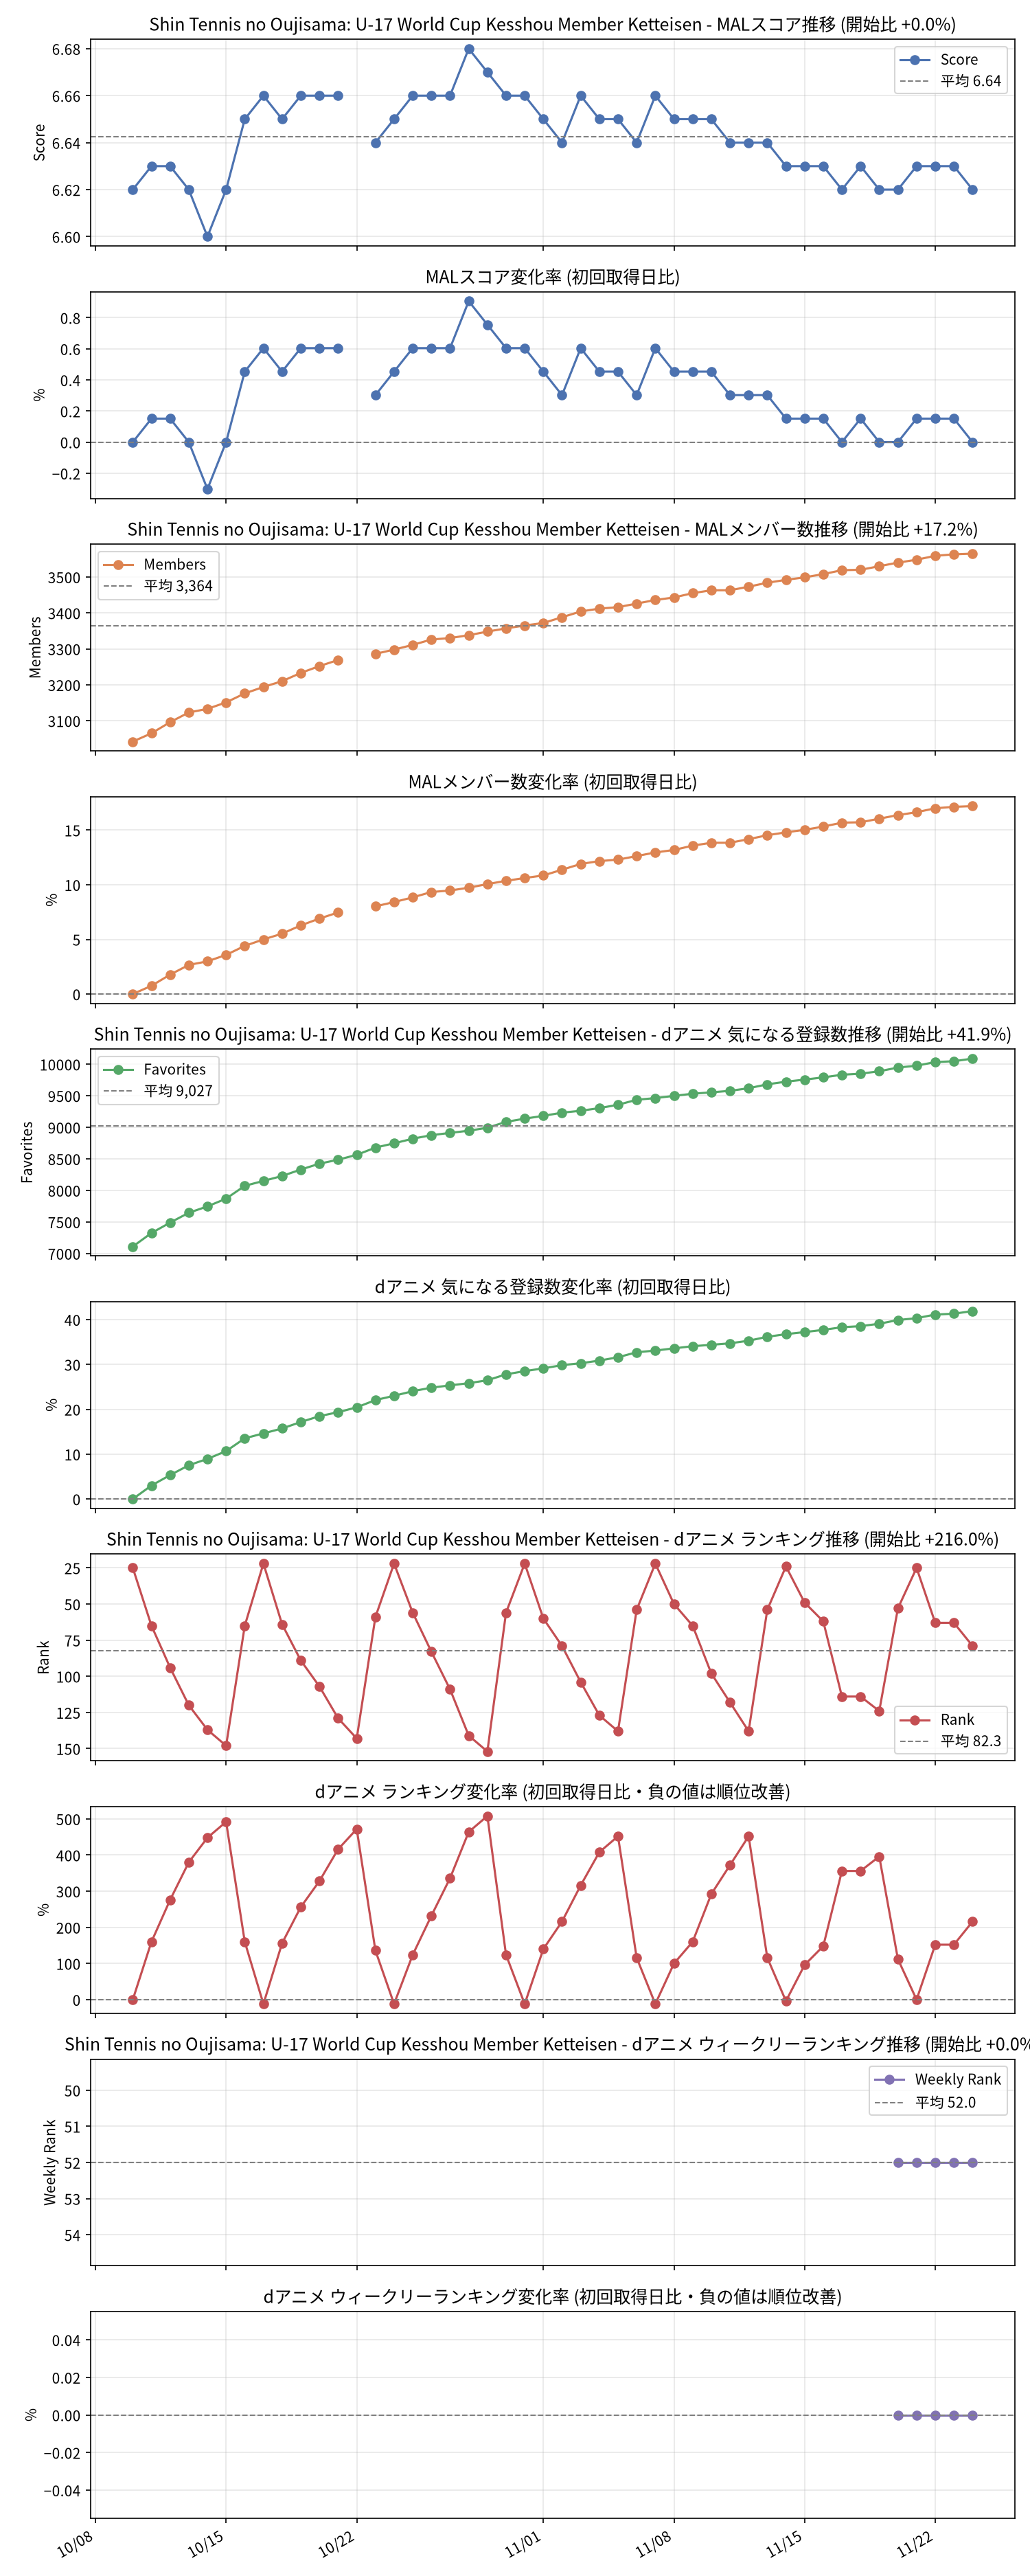 Shin Tennis no Oujisama: U-17 World Cup Kesshou Member Ketteisen - MALスコア推移 (開始比 +0.0%)
6.68
6.66
6.64
6.62
6.60
Score
Score
平均 6.64
MALスコア変化率 (初回取得日比)
0.8
0.6
0.4
0.2
0.0
−0.2
%
Shin Tennis no Oujisama: U-17 World Cup Kesshou Member Ketteisen - MALメンバー数推移 (開始比 +17.2%)
3500
3400
3300
3200
3100
Members
Members
平均 3,364
MALメンバー数変化率 (初回取得日比)
15
10
5
0
%
Shin Tennis no Oujisama: U-17 World Cup Kesshou Member Ketteisen - dアニメ 気になる登録数推移 (開始比 +41.9%)
10000
9500
9000
8500
8000
7500
7000
Favorites
Favorites
平均 9,027
dアニメ 気になる登録数変化率 (初回取得日比)
40
30
20
10
0
%
Shin Tennis no Oujisama: U-17 World Cup Kesshou Member Ketteisen - dアニメ ランキング推移 (開始比 +216.0%)
25
50
75
100
125
150
Rank
Rank
平均 82.3
dアニメ ランキング変化率 (初回取得日比・負の値は順位改善)
500
400
300
200
100
0
%
Shin Tennis no Oujisama: U-17 World Cup Kesshou Member Ketteisen - dアニメ ウィークリーランキング推移 (開始比 +0.0%
50
51
52
53
54
Weekly Rank
Weekly Rank
平均 52.0
dアニメ ウィークリーランキング変化率 (初回取得日比・負の値は順位改善)
0.04
0.02
0.00
−0.02
−0.04
%
10/08
10/15
10/22
11/01
11/08
11/15
11/22